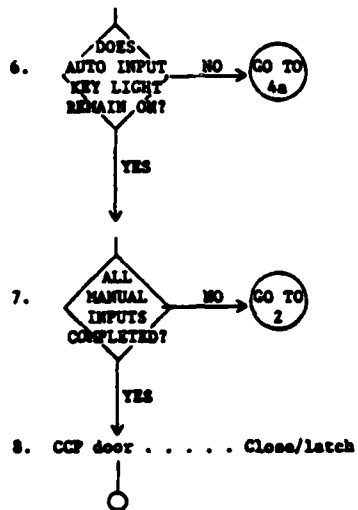 DOES
6. AUTO INPUT NO GO TO
KEY LIGHT 4a
REMAIN ON?
YES
ALL
7. MANUAL NO GO TO
INPUTS 2
COMPLETED?
YES
8. CCP door . . . . . Close/latch